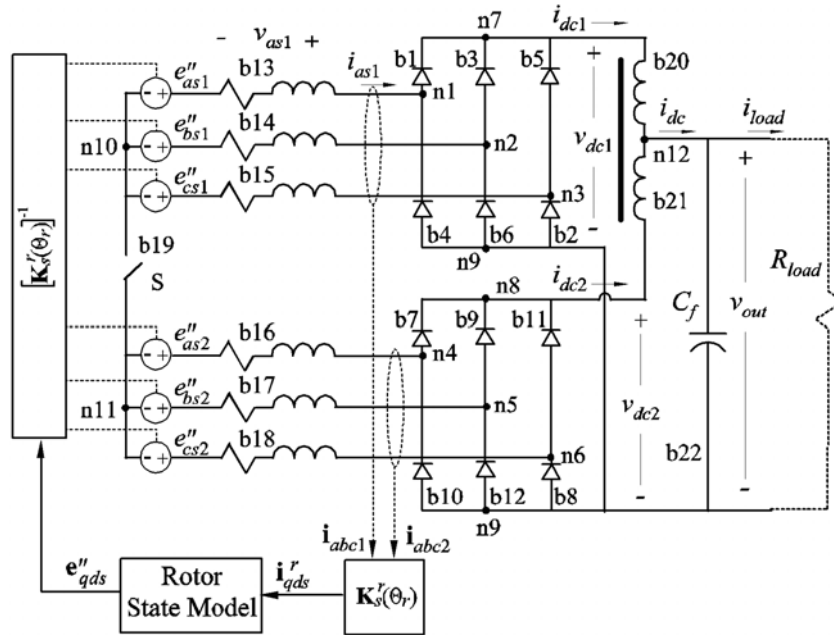 - v_as1 +
n7
i_dc1
b1
b3
b5
+
b20
e″_as1
b13
i_as1
n1
n10
e″_bs1
b14
n2
v_dc1
i_dc
i_load
n12
+
e″_cs1
b15
n3
b21
[K_s^r(Θ_r)]^-1
b4
b6
b2
-
b19
S
n9
i_dc2
R_load
n8
b7
b9
b11
C_f
v_out
e″_as2
b16
n4
+
n11
e″_bs2
b17
n5
v_dc2
e″_cs2
b18
n6
b22
b10
b12
b8
-
-
n9
i_abc1
i_abc2
e″_qds
Rotor
State Model
i^r_qds
K_s^r(Θ_r)